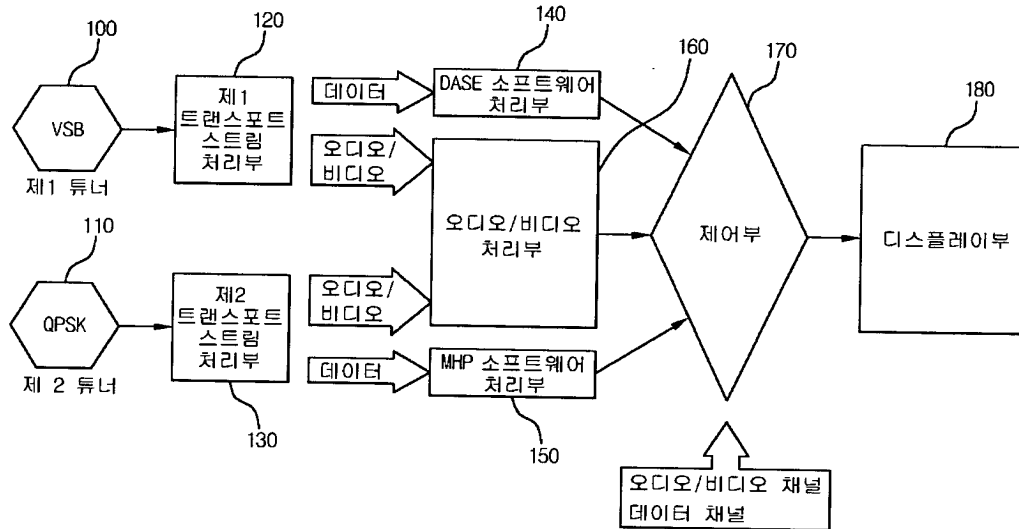 100
VSB
제1 튜너
120
제1
트랜스포트
스트림
처리부
데이터
오디오/
비디오
140
DASE 소프트웨어
처리부
160
오디오/비디오
처리부
170
제어부
180
디스플레이부
110
QPSK
제 2 튜너
제2
트랜스포트
스트림
처리부
130
오디오/
비디오
데이터
MHP 소프트웨어
처리부
150
오디오/비디오 채널
데이터 채널